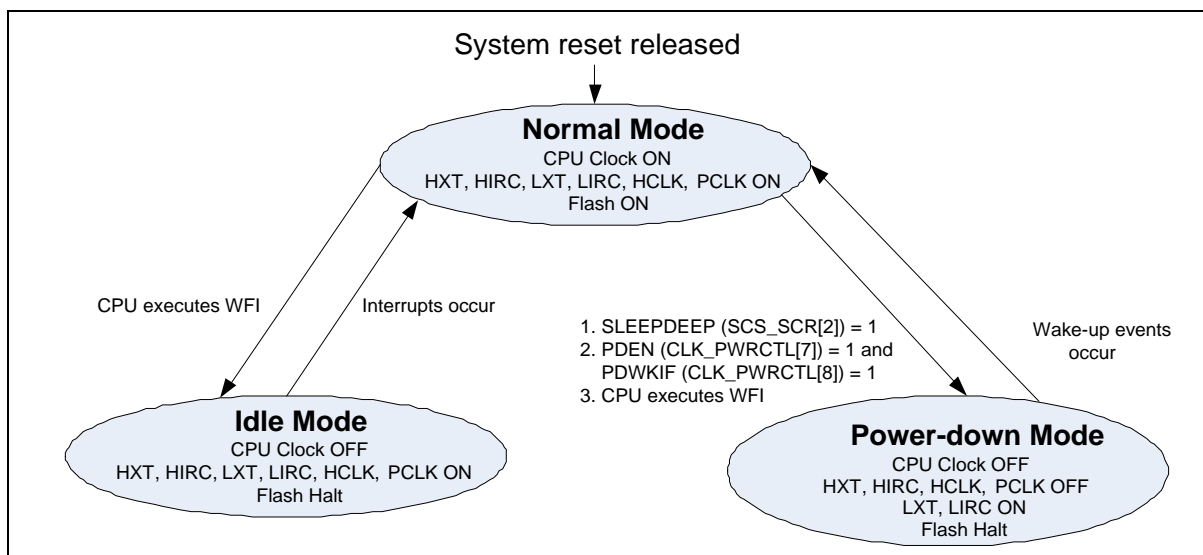 System reset released
Normal Mode
CPU Clock ON
HXT, HIRC, LXT, LIRC, HCLK, PCLK ON
Flash ON
CPU executes WFI
Interrupts occur
1. SLEEPDEEP (SCS_SCR[2]) = 1
2. PDEN (CLK_PWRCTL[7]) = 1 and
PDWKIF (CLK_PWRCTL[8]) = 1
3. CPU executes WFI
Wake-up events
occur
Idle Mode
CPU Clock OFF
HXT, HIRC, LXT, LIRC, HCLK, PCLK ON
Flash Halt
Power-down Mode
CPU Clock OFF
HXT, HIRC, HCLK, PCLK OFF
LXT, LIRC ON
Flash Halt